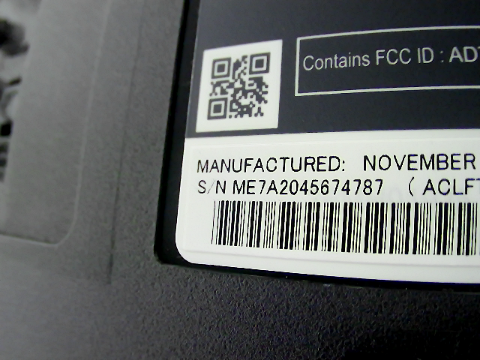 Contains FCC ID : AD
MANUFACTURED: NOVEMBER
S/N ME7A2045674787 ( ACLF